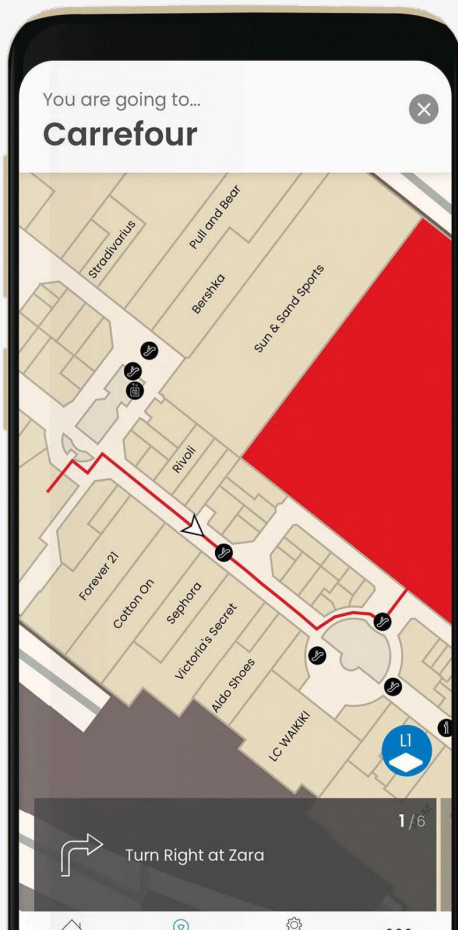 You are going to...
Carrefour
Stradivarius
Pull and Bear
Bershka
Sun & Sand Sports
Rivoli
Forever 21
Cotton On
Sephora
Victoria's Secret
Aldo Shoes
LC WAIKIKI
L1
1/6
Turn Right at Zara